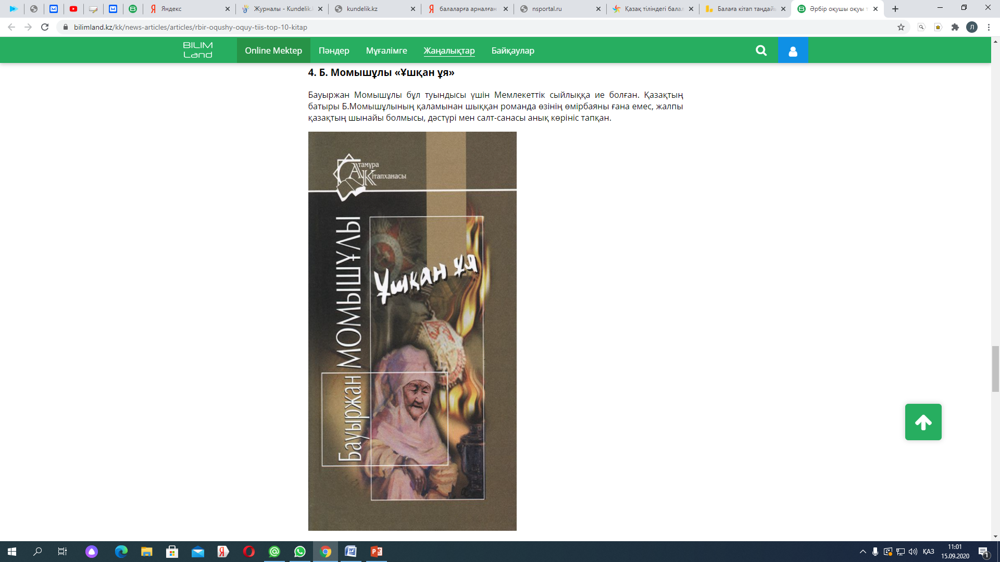 Яндекс
Журналы - Kundelik.
kundelik.kz
балаларға арналған
nsportal.ru
Қазақ тіліндегі балал
Балаға кітап таңдайь
Әрбір оқушы оқуы т
bilimland.kz/kk/news-articles/articles/rbir-oqushy-oquy-tiis-top-10-kitap
Л
BILIM
Land
Online Mektep
Пәндер
Мұғалімге
Жаңалықтар
Байқаулар
4. Б. Момышұлы «Ұшқан ұя»
Бауыржан Момышұлы бұл туындысы үшін Мемлекеттік сыйлыққа ие болған. Қазақтың
батыры Б.Момышұлының қаламынан шыққан романда өзінің өмірбаяны ғана емес, жалпы
қазақтың шынайы болмысы, дәстүрі мен салт-санасы анық көрініс тапқан.
Атамұра
Кітапханасы
Бауыржан МОМЫШҰЛЫ
Ұшқан ұя
ҚАЗ
11:01
15.09.2020
1